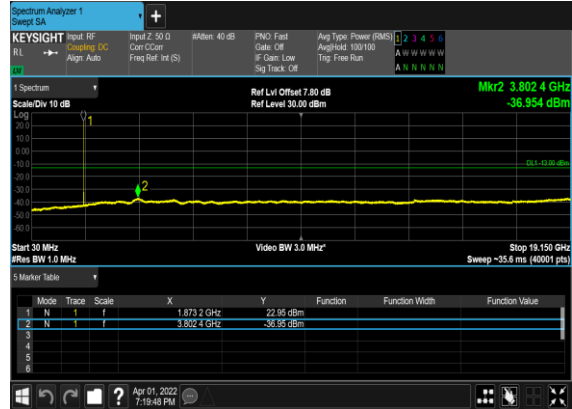 Spectrum Analyzer 1
Swept SA
KEYSIGHT Input: RF Input Z: 50 Ω #Atten: 40 dB PNO: Fast Avg Type: Power (RMS) 1 2 3 4 5 6
RL Coupling: DC Corr CCorr Gate: Off Avg|Hold: 100/100 A W W W W W
Align: Auto Freq Ref: Int (S) IF Gain: Low Trig: Free Run
Sig Track: Off A N N N N N
LW
1 Spectrum Ref Lvl Offset 7.80 dB Mkr2 3.802 4 GHz
Scale/Div 10 dB Ref Level 30.00 dBm -36.954 dBm
Log
20.0
10.0
0.00
-10.0
DL1 -13.00 dBm
-20.0
-30.0
-40.0
-50.0
-60.0
1
2
Start 30 MHz Video BW 3.0 MHz* Stop 19.150 GHz
#Res BW 1.0 MHz Sweep ~35.6 ms (40001 pts)
5 Marker Table
Mode Trace Scale X Y Function Function Width Function Value
1 N 1 f 1.873 2 GHz 22.95 dBm
2 N 1 f 3.802 4 GHz -36.95 dBm
3
4
5
6
? Apr 01, 2022
7:19:48 PM